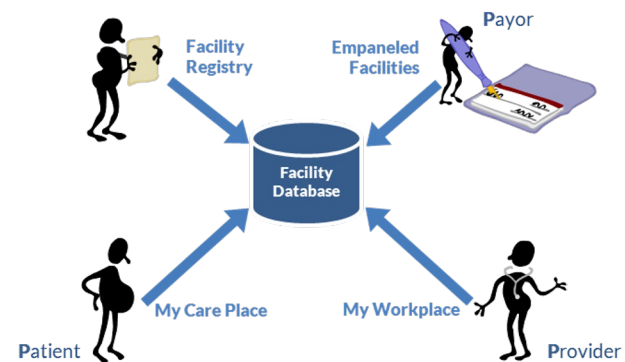 Payor
Facility
Registry
Empaneled
Facilities
Facility
Database
My Care Place
My Workplace
Patient
Provider